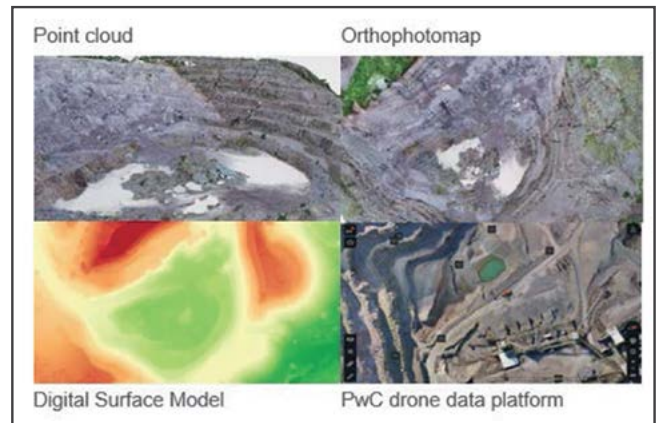 Point cloud
Orthophotomap
Digital Surface Model
PwC drone data platform